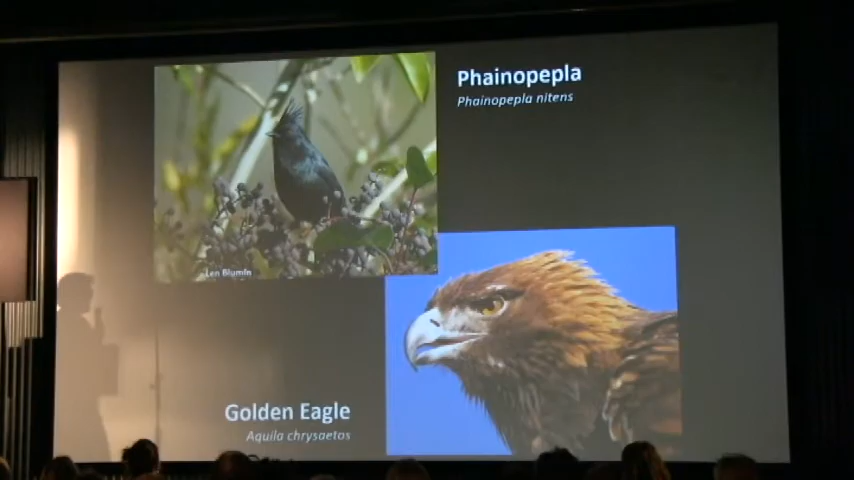 Phainopepla
Phainopepla nitens
Len Blumin
Golden Eagle
Aquila chrysaetos